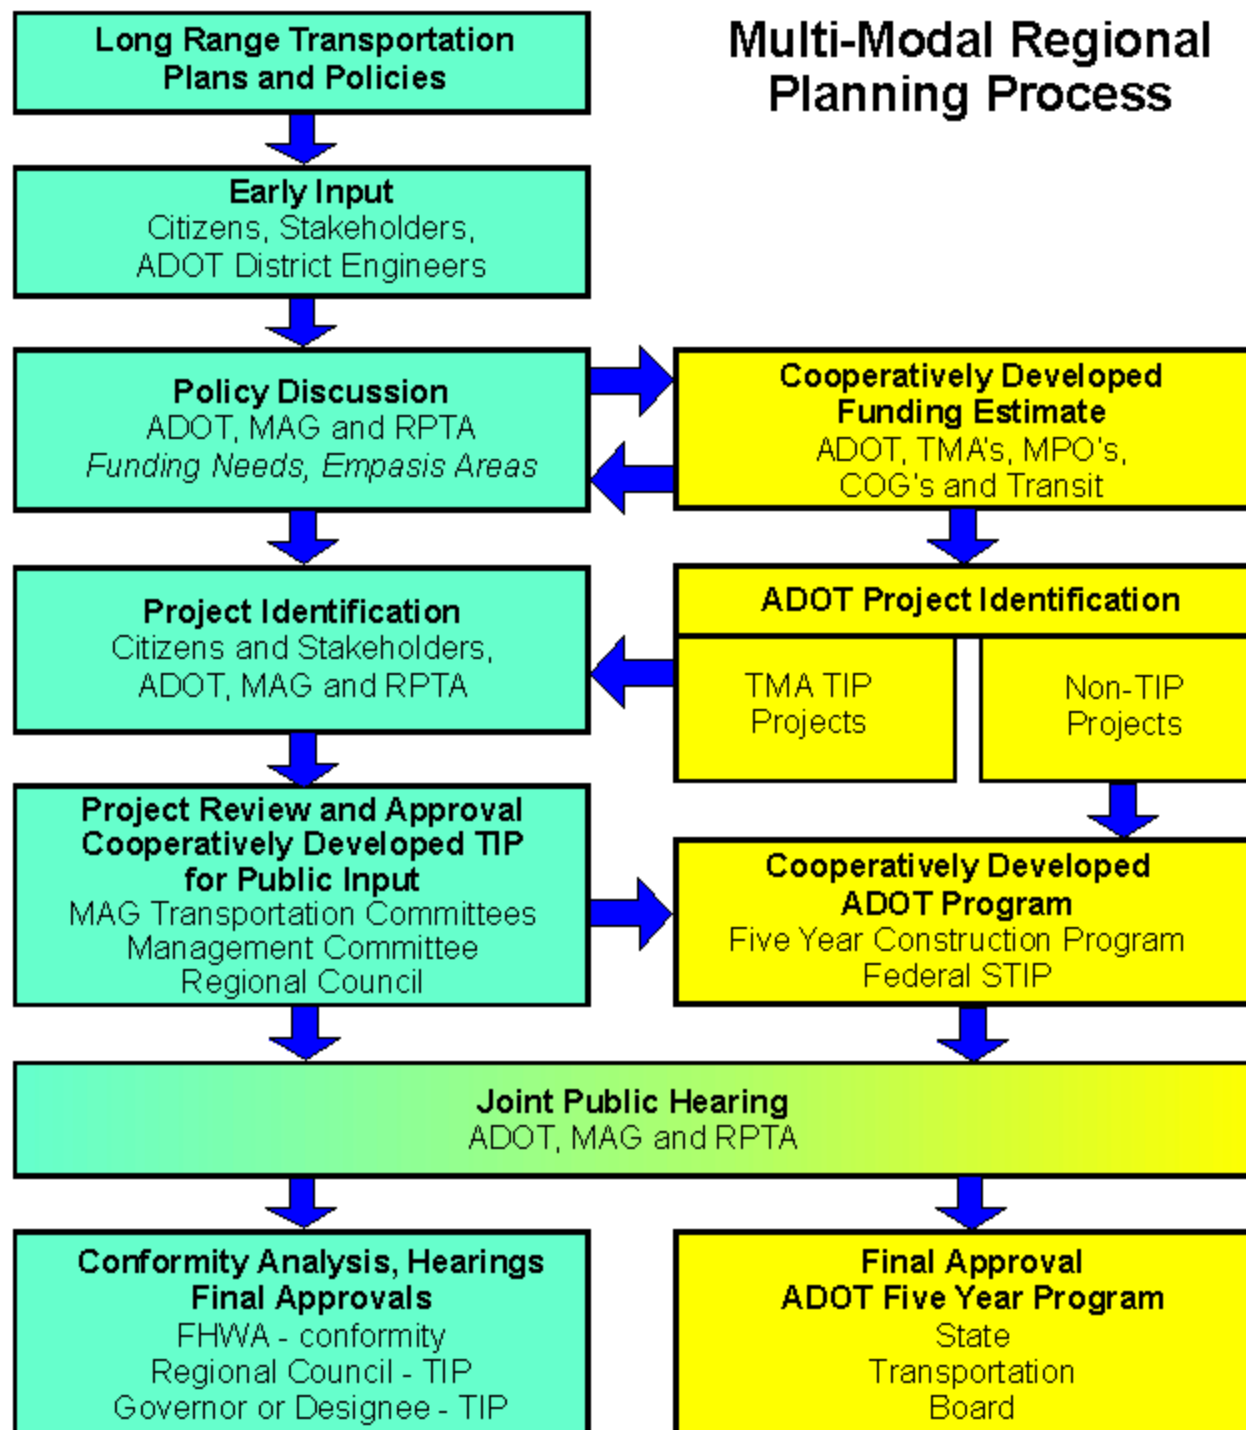 Multi-Modal Regional
Planning Process
Long Range Transportation
Plans and Policies
Early Input
Citizens, Stakeholders,
ADOT District Engineers
Policy Discussion
ADOT, MAG and RPTA
Funding Needs, Empasis Areas
Cooperatively Developed
Funding Estimate
ADOT, TMA's, MPO's,
COG's and Transit
Project Identification
Citizens and Stakeholders,
ADOT, MAG and RPTA
ADOT Project Identification
TMA TIP
Projects
Non-TIP
Projects
Project Review and Approval
Cooperatively Developed TIP
for Public Input
MAG Transportation Committees
Management Committee
Regional Council
Cooperatively Developed
ADOT Program
Five Year Construction Program
Federal STIP
Joint Public Hearing
ADOT, MAG and RPTA
Conformity Analysis, Hearings
Final Approvals
FHWA - conformity
Regional Council - TIP
Governor or Designee - TIP
Final Approval
ADOT Five Year Program
State
Transportation
Board